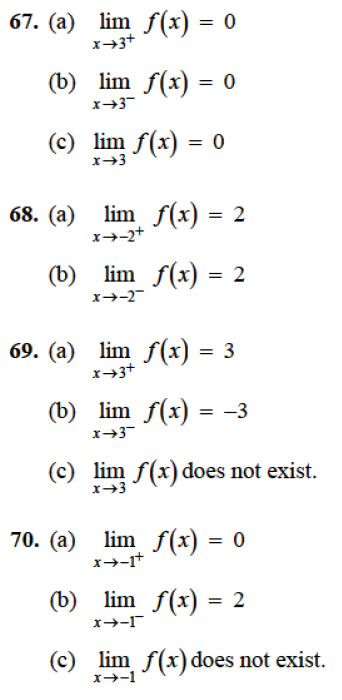 67. (a) lim f(x) = 0
x→3⁺
(b) lim f(x) = 0
x→3⁻
(c) lim f(x) = 0
x→3
68. (a) lim f(x) = 2
x→−2⁺
(b) lim f(x) = 2
x→−2⁻
69. (a) lim f(x) = 3
x→3⁺
(b) lim f(x) = −3
x→3⁻
(c) lim f(x) does not exist.
x→3
70. (a) lim f(x) = 0
x→−1⁺
(b) lim f(x) = 2
x→−1⁻
(c) lim f(x) does not exist.
x→−1